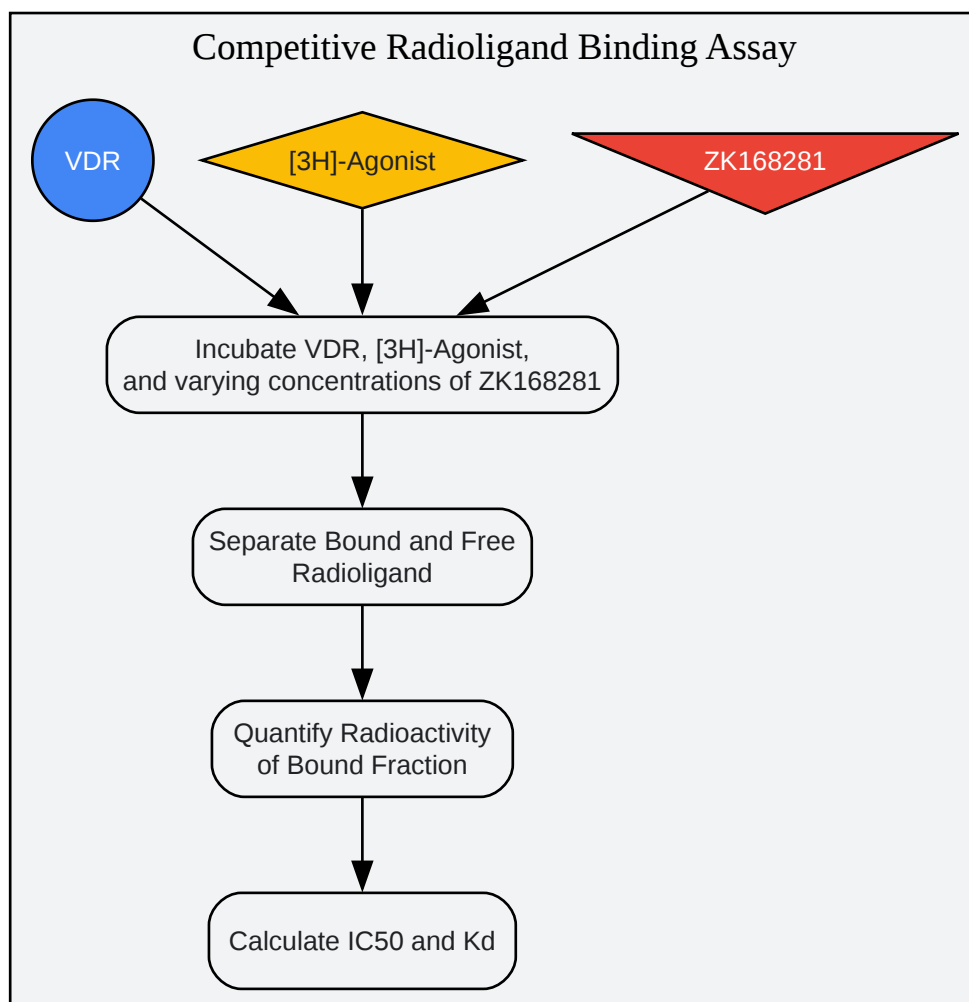 Competitive Radioligand Binding Assay
VDR
[3H]-Agonist
ZK168281
Incubate VDR, [3H]-Agonist,
and varying concentrations of ZK168281
Separate Bound and Free
Radioligand
Quantify Radioactivity
of Bound Fraction
Calculate IC50 and Kd